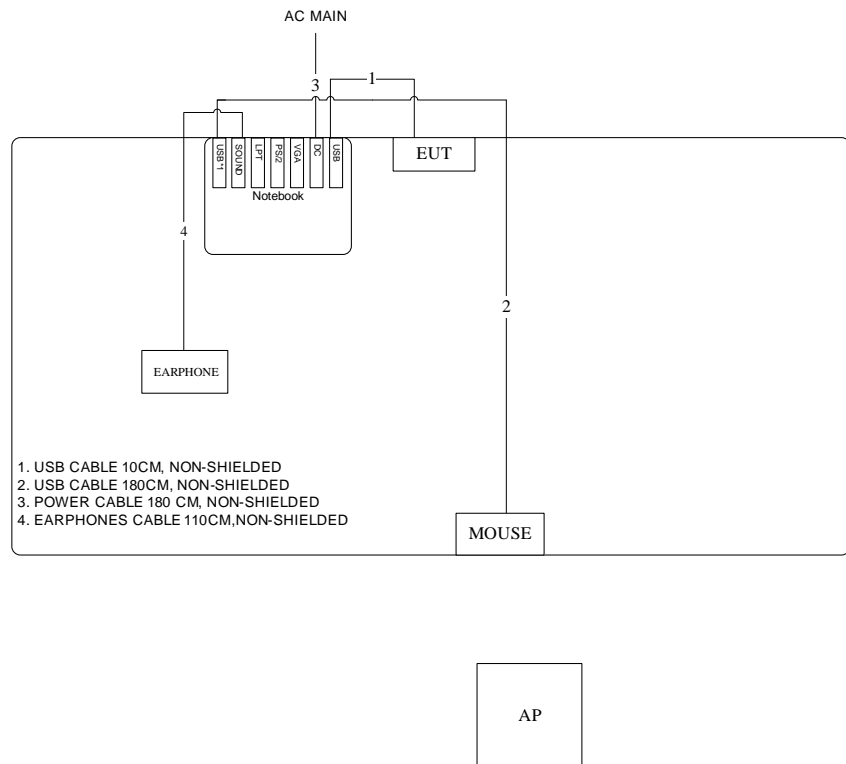 AC MAIN
1
3
USB*1
SOUND
LPT
PS/2
VGA
DC
USB
EUT
Notebook
4
2
EARPHONE
1. USB CABLE 10CM, NON-SHIELDED
2. USB CABLE 180CM, NON-SHIELDED
3. POWER CABLE 180 CM, NON-SHIELDED
4. EARPHONES CABLE 110CM,NON-SHIELDED
MOUSE
AP